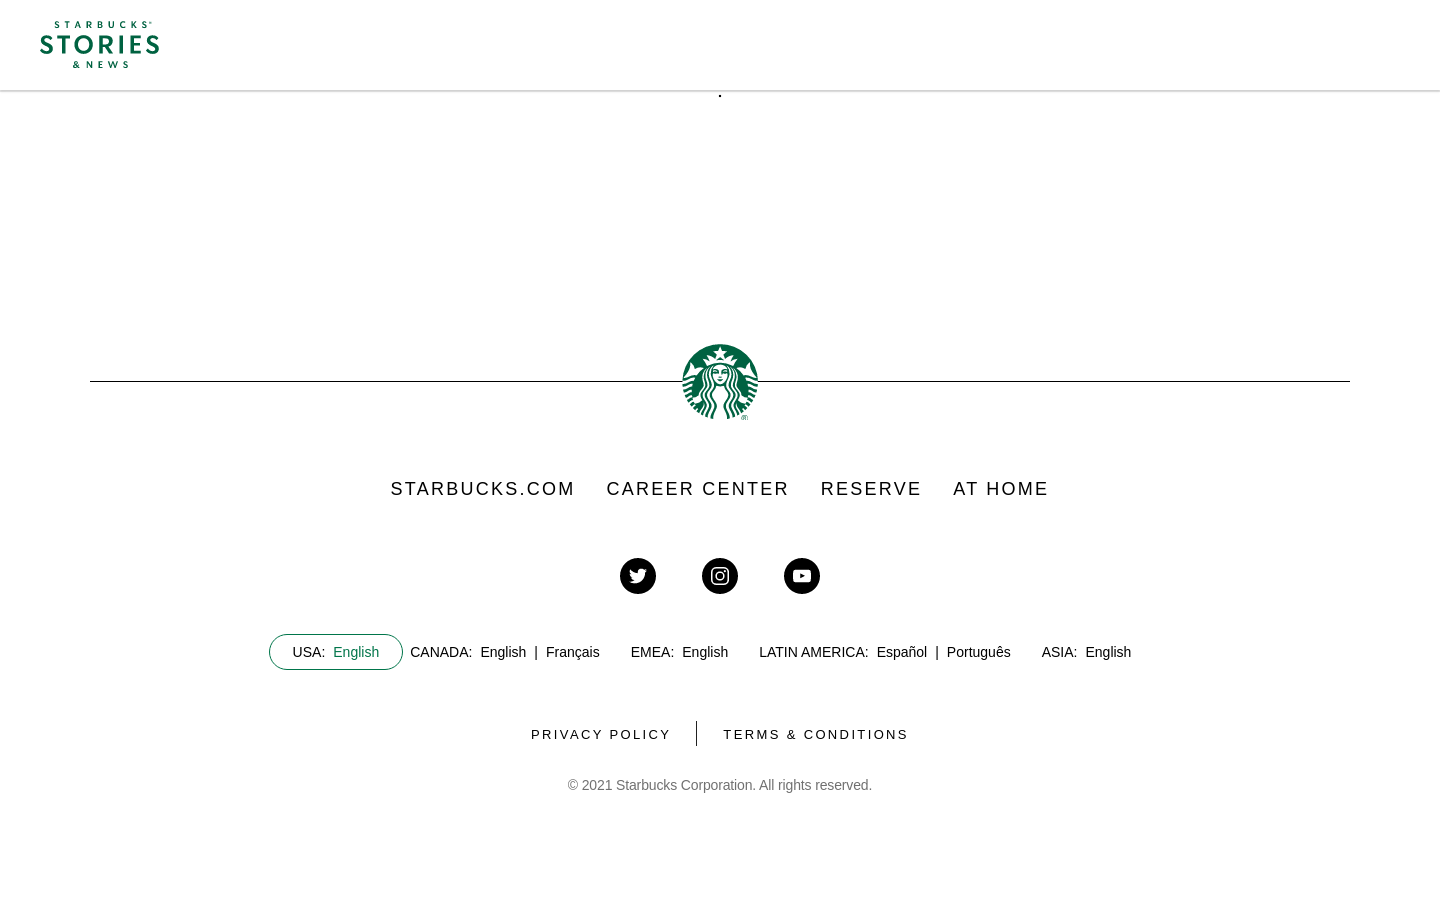 STARBUCKS
STORIES
& NEWS
.
STARBUCKS.COM CAREER CENTER RESERVE AT HOME
USA: English CANADA: English | Français EMEA: English LATIN AMERICA: Español | Português ASIA: English
PRIVACY POLICY TERMS & CONDITIONS
© 2021 Starbucks Corporation. All rights reserved.